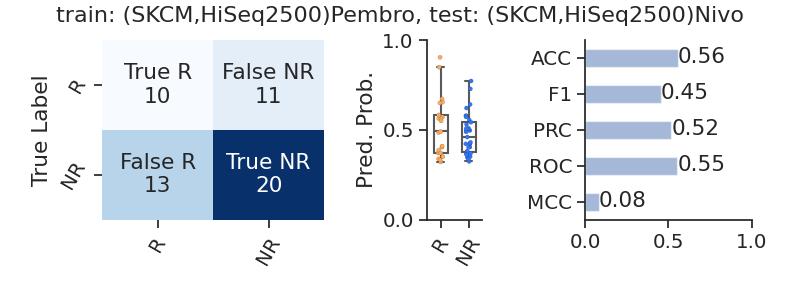 train: (SKCM,HiSeq2500)Pembro, test: (SKCM,HiSeq2500)Nivo
True Label
R
NR
True R
10
False NR
11
False R
13
True NR
20
R
NR
Pred. Prob.
1.0
0.5
0.0
R
NR
ACC
0.56
F1
0.45
PRC
0.52
ROC
0.55
MCC
0.08
0.0
0.5
1.0